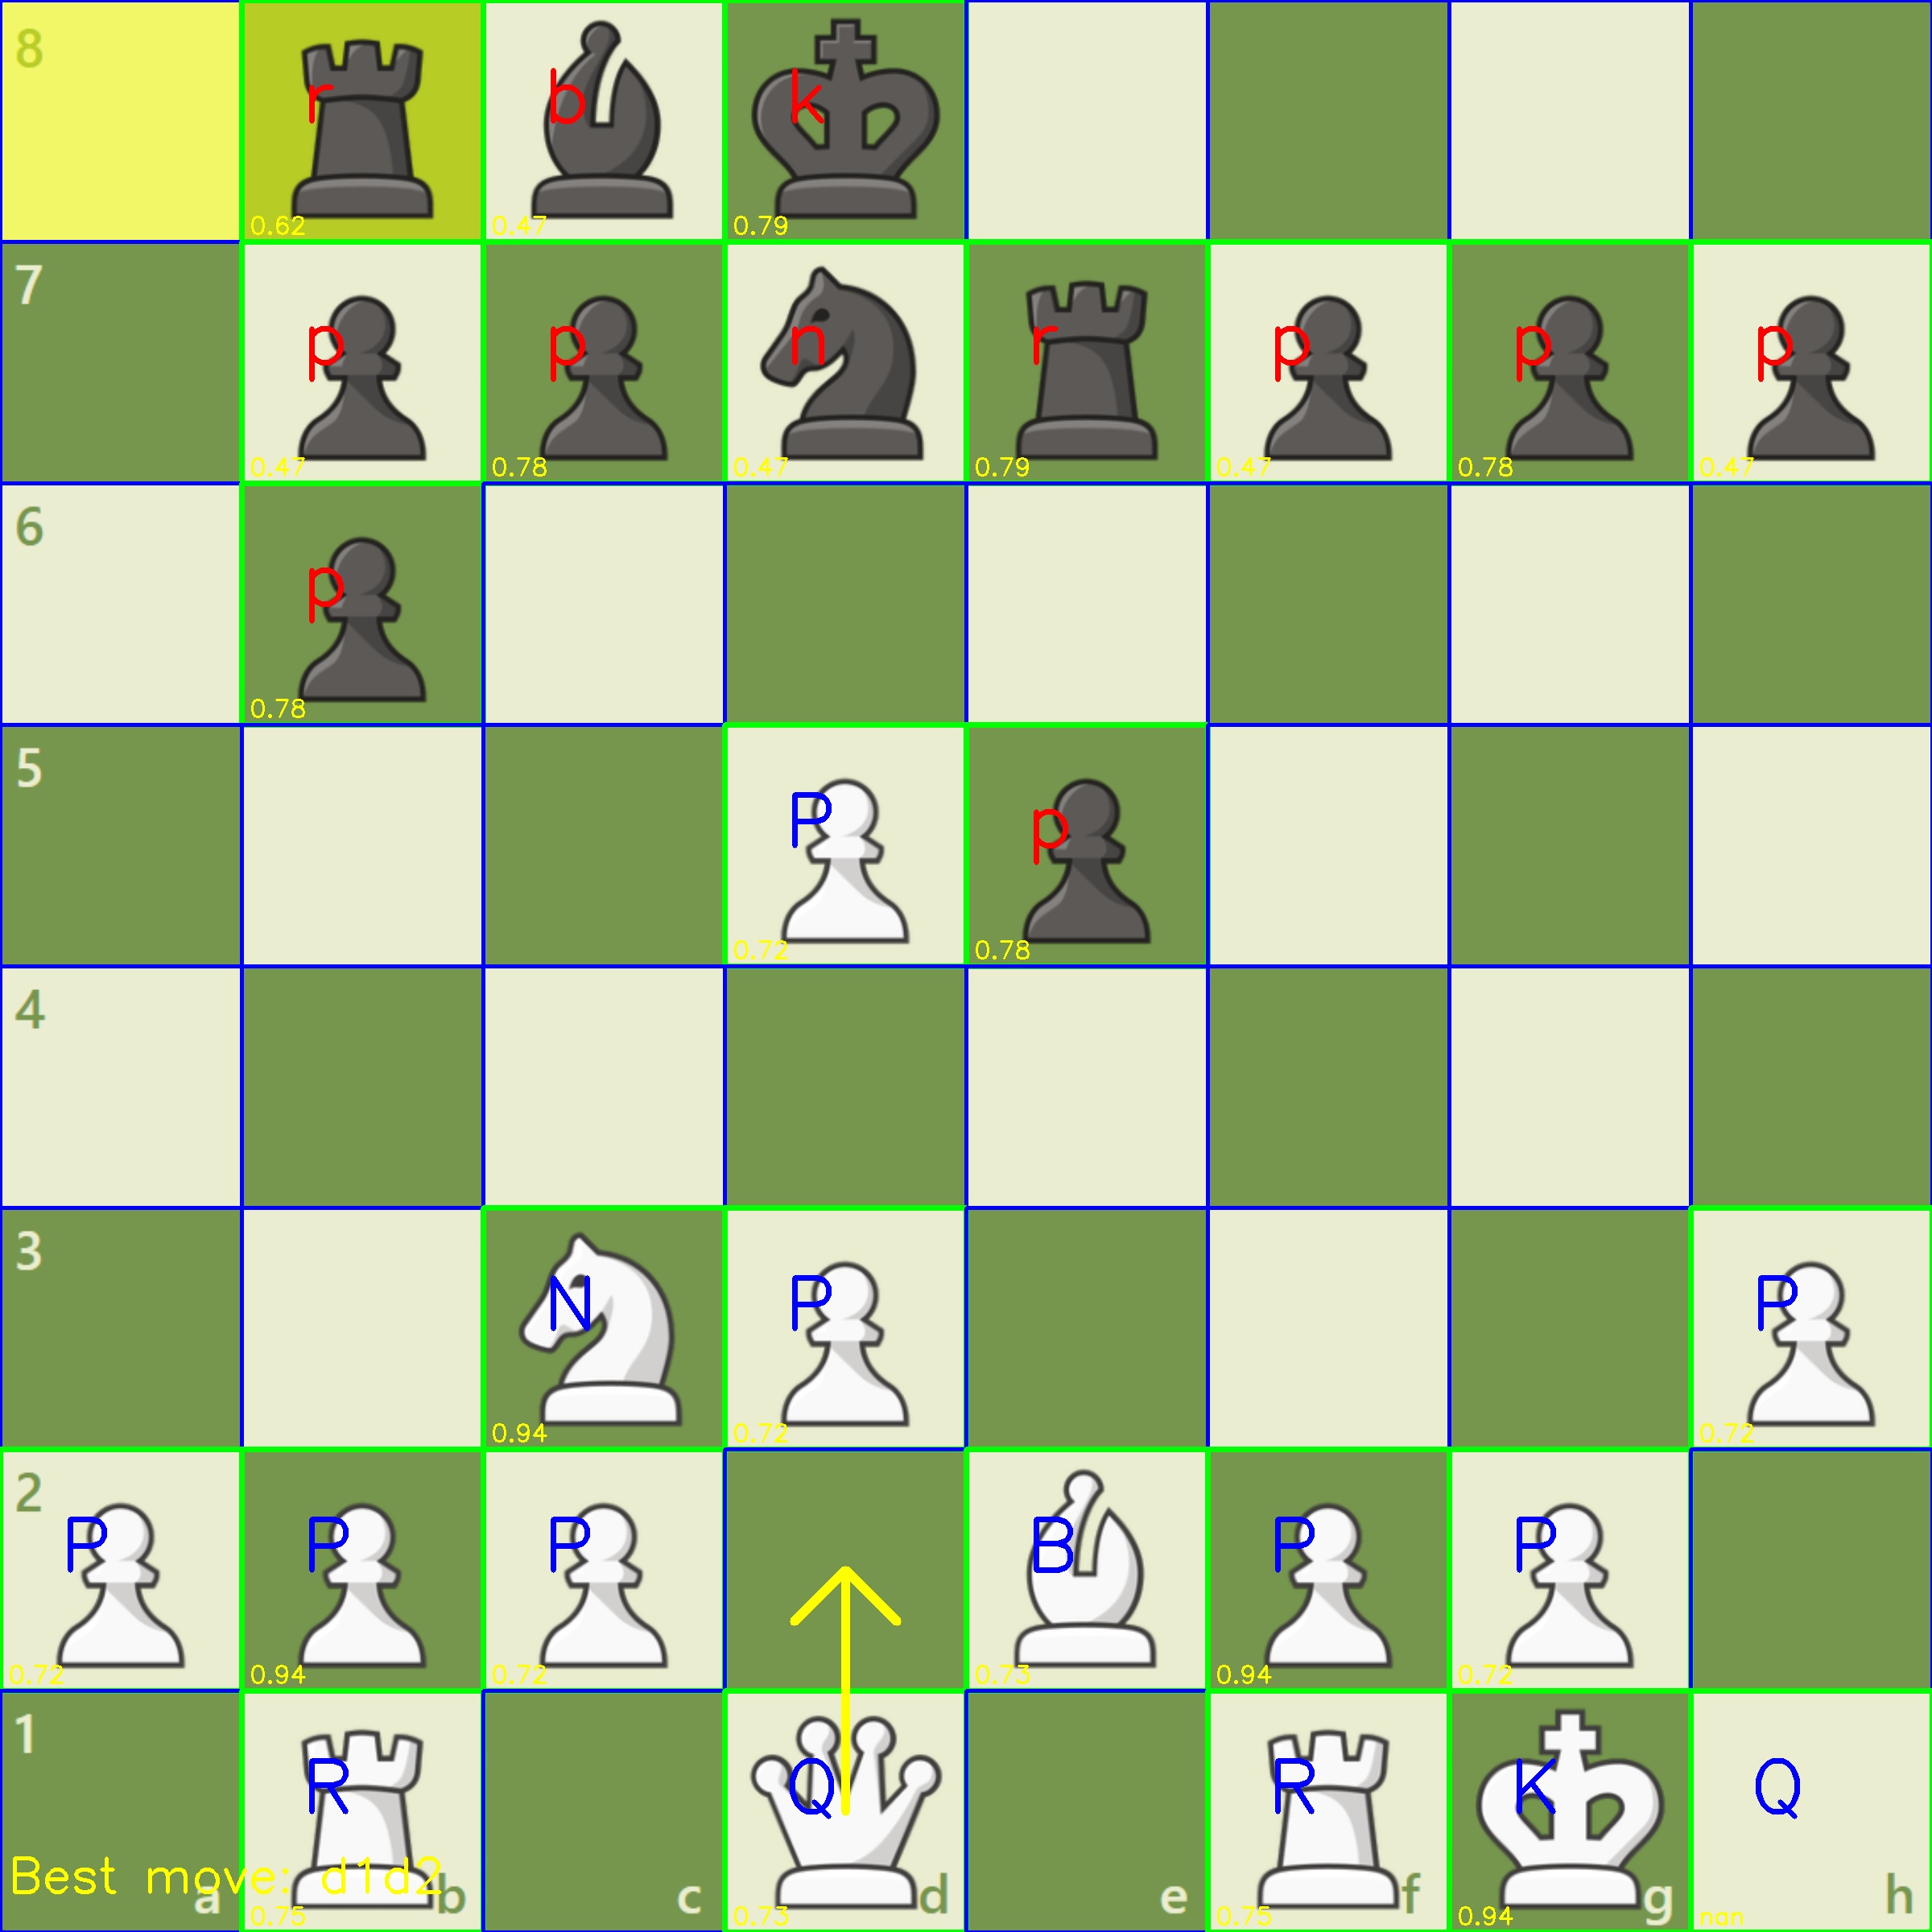 8 r b k
0.62 0.47 0.79
7 p p n r p p p
0.47 0.78 0.47 0.79 0.47 0.78 0.47
6 p
0.78
5 P p
0.72 0.78
4
3 N P P
0.94 0.72 0.72
2 P P P B P P
0.72 0.94 0.72 0.73 0.94 0.72
1 R Q R K Q
Best move: d1d2
a b c d e f g h
0.75 0.73 0.75 0.94 nan